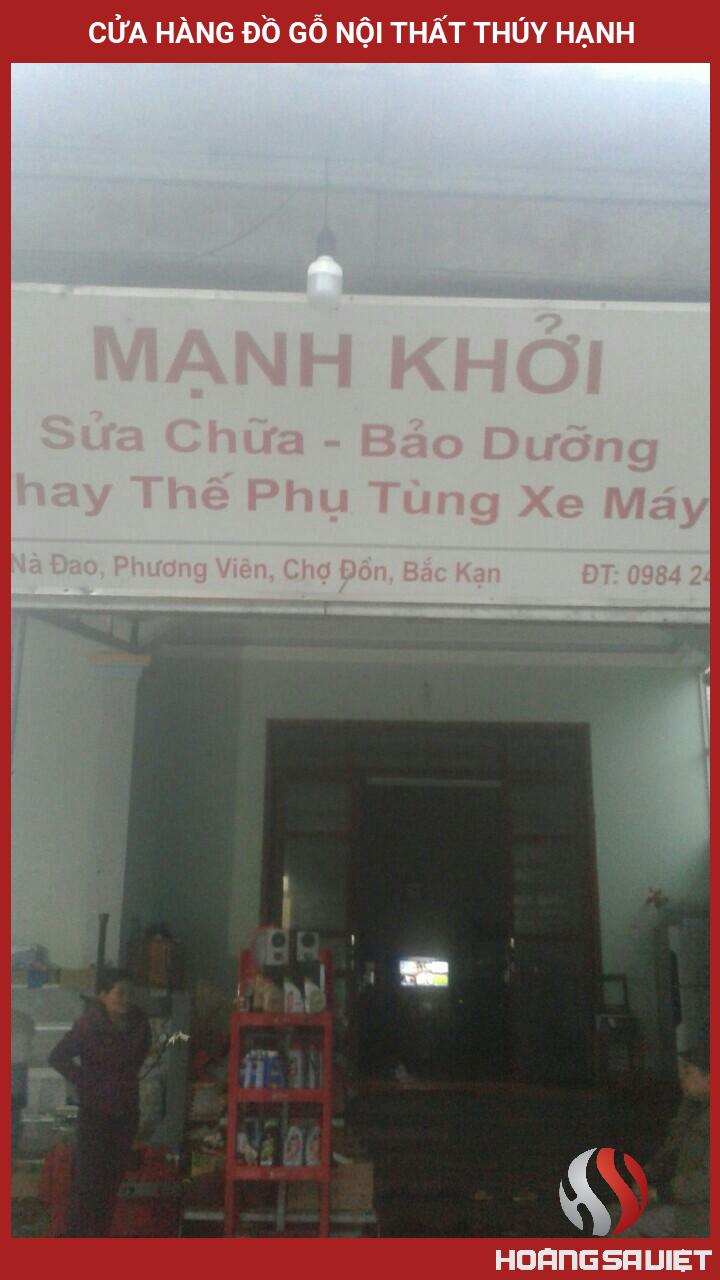 CỬA HÀNG ĐỒ GỖ NỘI THẤT THÚY HẠNH
MẠNH KHỞI
Sửa Chữa - Bảo Dưỡng
hay Thế Phụ Tùng Xe Máy
Nà Đao, Phương Viên, Chợ Đồn, Bắc Kạn ĐT: 0984 24
HOÀNGSAVIỆT